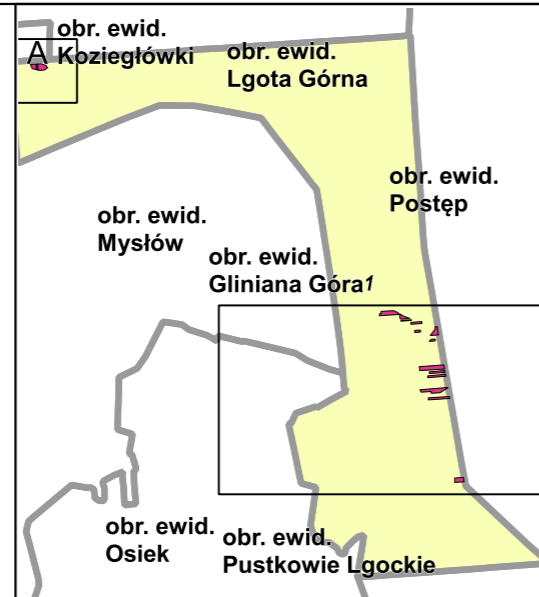 obr. ewid.
Koziegłówki
A
obr. ewid.
Lgota Górna
obr. ewid.
Postęp
obr. ewid.
Mysłów
obr. ewid.
Gliniana Góra1
obr. ewid.
Osiek
obr. ewid.
Pustkowie Lgockie